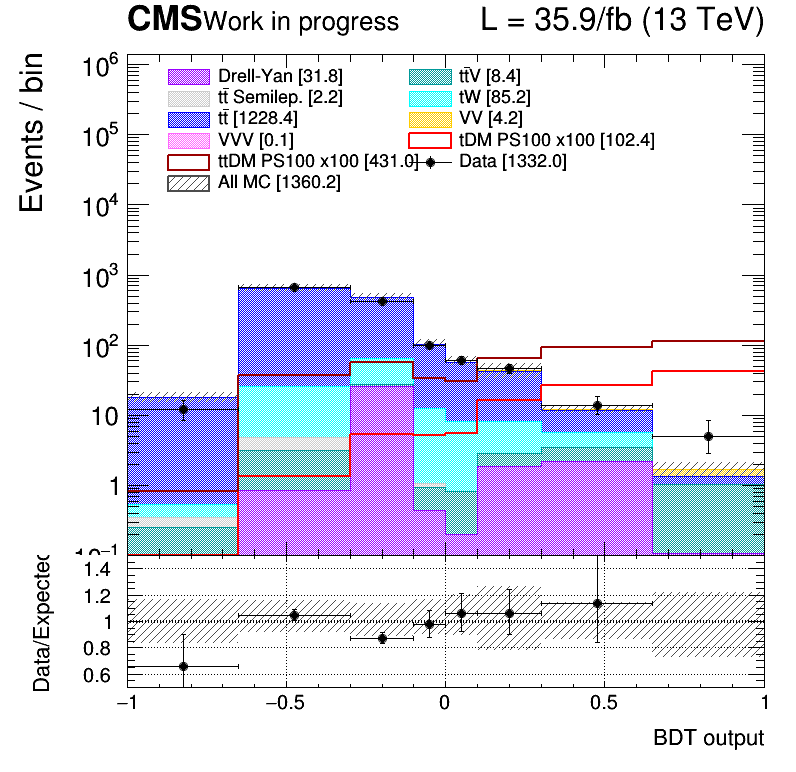 CMS Work in progress L = 35.9/fb (13 TeV)
Events / bin
10⁶
10⁵
10⁴
10³
10²
10
1
10⁻¹
Drell-Yan [31.8] tt̄V [8.4]
tt̄ Semilep. [2.2] tW [85.2]
tt̄ [1228.4] VV [4.2]
VVV [0.1] tDM PS100 x100 [102.4]
ttDM PS100 x100 [431.0] Data [1332.0]
All MC [1360.2]
Data/Expected
1.4
1.2
1
0.8
0.6
−1 −0.5 0 0.5 1
BDT output